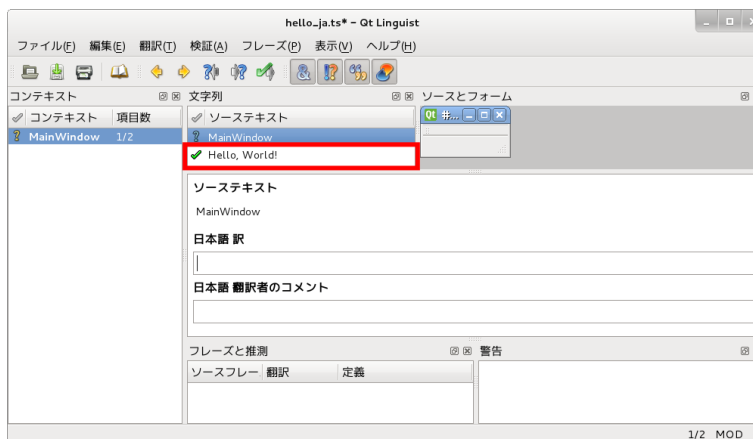 hello_ja.ts* - Qt Linguist
ファイル(F) 編集(E) 翻訳(T) 検証(A) フレーズ(P) 表示(V) ヘルプ(H)
コンテキスト
コンテキスト 項目数
MainWindow 1/2
文字列
ソーステキスト
MainWindow
Hello, World!
ソースとフォーム
ソーステキスト
MainWindow
日本語 訳
日本語 翻訳者のコメント
フレーズと推測
ソースフレー 翻訳 定義
警告
1/2 MOD